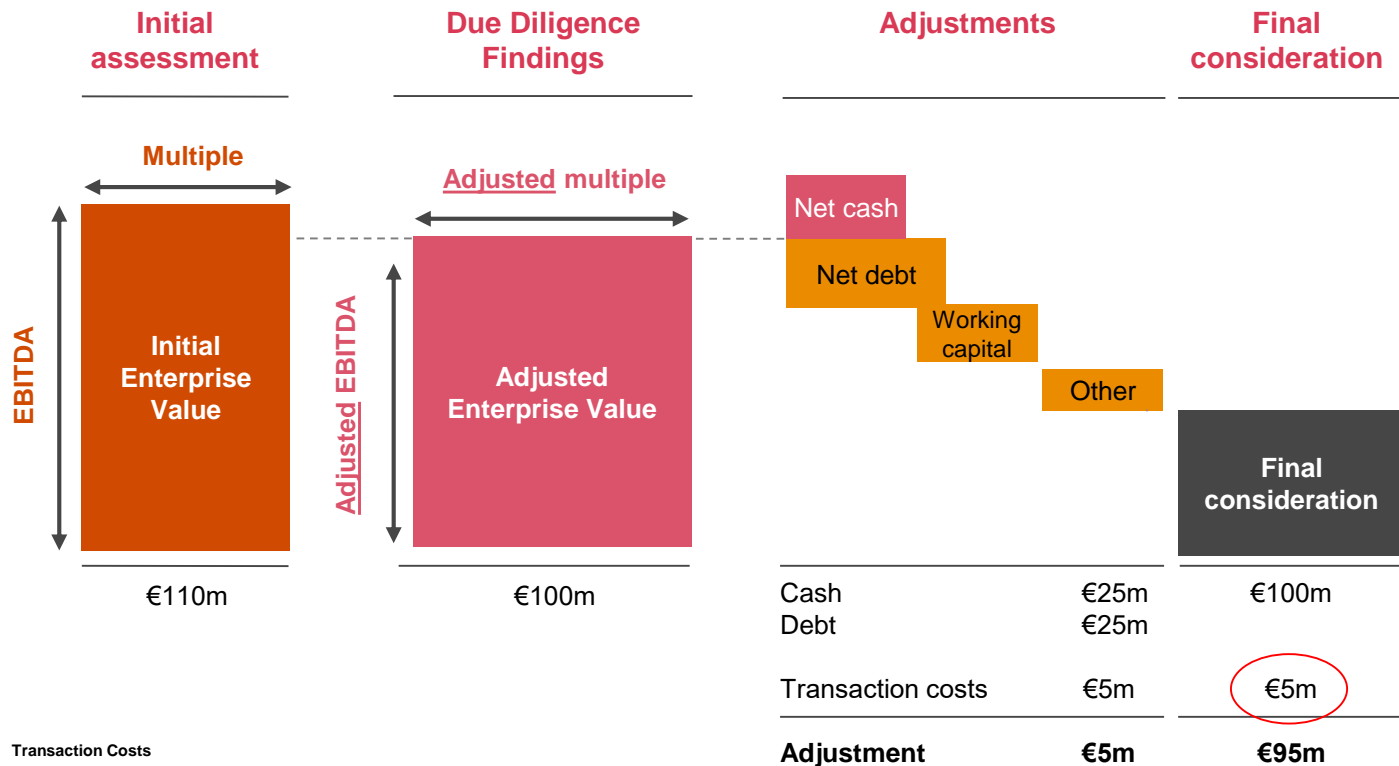 Initial
assessment
Due Diligence
Findings
Adjustments
Final
consideration
Multiple
Adjusted multiple
EBITDA
Initial
Enterprise
Value
Adjusted EBITDA
Adjusted
Enterprise Value
Net cash
Net debt
Working
capital
Other
Final
consideration
€110m
€100m
Cash €25m €100m
Debt €25m
Transaction costs €5m €5m
Transaction Costs
Adjustment €5m €95m